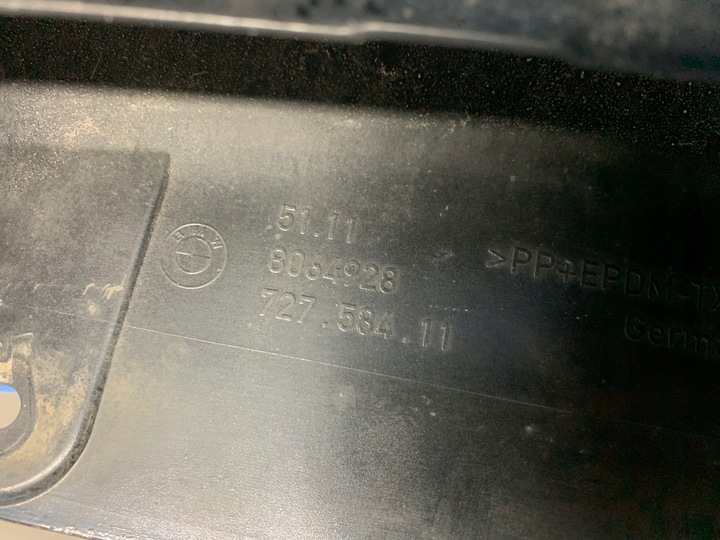 BMW
51.11
8064928
727.584.11
>PP+EPDM-T
Germ